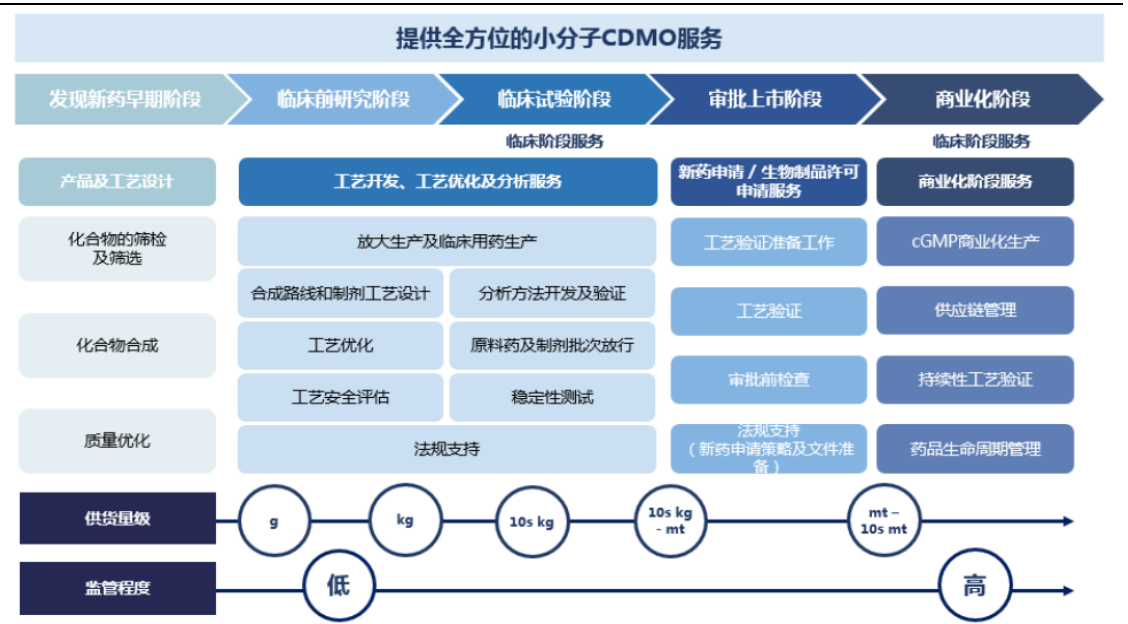 提供全方位的小分子CDMO服务
发现新药早期阶段
临床前研究阶段
临床试验阶段
审批上市阶段
商业化阶段
临床阶段服务
临床阶段服务
产品及工艺设计
工艺开发、工艺优化及分析服务
新药申请 / 生物制品许可
申请服务
商业化阶段服务
化合物的筛检
及筛选
化合物合成
质量优化
放大生产及临床用药生产
合成路线和制剂工艺设计
分析方法开发及验证
工艺优化
原料药及制剂批次放行
工艺安全评估
稳定性测试
法规支持
工艺验证准备工作
工艺验证
审批前检查
法规支持
（新药申请策略及文件准
备）
cGMP商业化生产
供应链管理
持续性工艺验证
药品生命周期管理
供货量级
g
kg
10s kg
10s kg
- mt
mt –
10s mt
监管程度
低
高